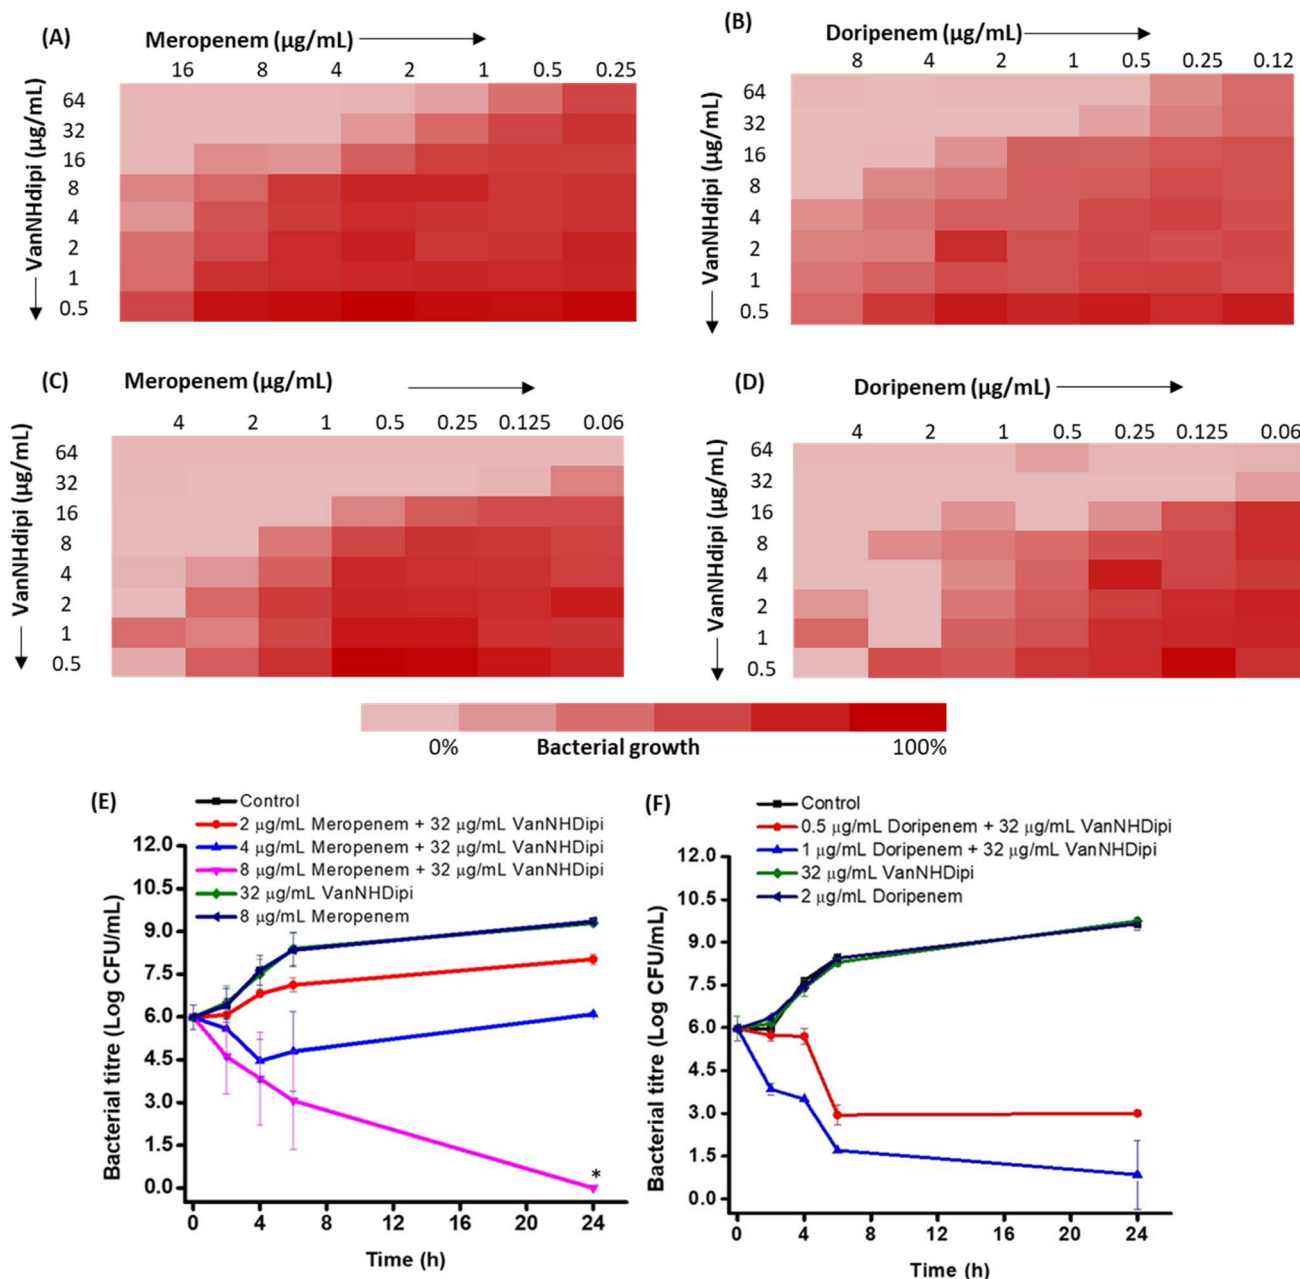 (A)
Meropenem (µg/mL)
16 8 4 2 1 0.5 0.25
VanNHdipi (µg/mL)
64
32
16
8
4
2
1
0.5
(B)
Doripenem (µg/mL)
8 4 2 1 0.5 0.25 0.12
VanNHdipi (µg/mL)
64
32
16
8
4
2
1
0.5
(C)
Meropenem (µg/mL)
4 2 1 0.5 0.25 0.125 0.06
VanNHdipi (µg/mL)
64
32
16
8
4
2
1
0.5
(D)
Doripenem (µg/mL)
4 2 1 0.5 0.25 0.125 0.06
VanNHdipi (µg/mL)
64
32
16
8
4
2
1
0.5
0% Bacterial growth 100%
(E)
Control
2 µg/mL Meropenem + 32 µg/mL VanNHDipi
4 µg/mL Meropenem + 32 µg/mL VanNHDipi
8 µg/mL Meropenem + 32 µg/mL VanNHDipi
32 µg/mL VanNHDipi
8 µg/mL Meropenem
Bacterial titre (Log CFU/mL)
12.0
10.5
9.0
7.5
6.0
4.5
3.0
1.5
0.0
*
0 4 8 12 16 20 24
Time (h)
(F)
Control
0.5 µg/mL Doripenem + 32 µg/mL VanNHDipi
1 µg/mL Doripenem + 32 µg/mL VanNHDipi
32 µg/mL VanNHDipi
2 µg/mL Doripenem
Bacterial titre (Log CFU/mL)
12.0
10.5
9.0
7.5
6.0
4.5
3.0
1.5
0.0
0 4 8 12 16 20 24
Time (h)